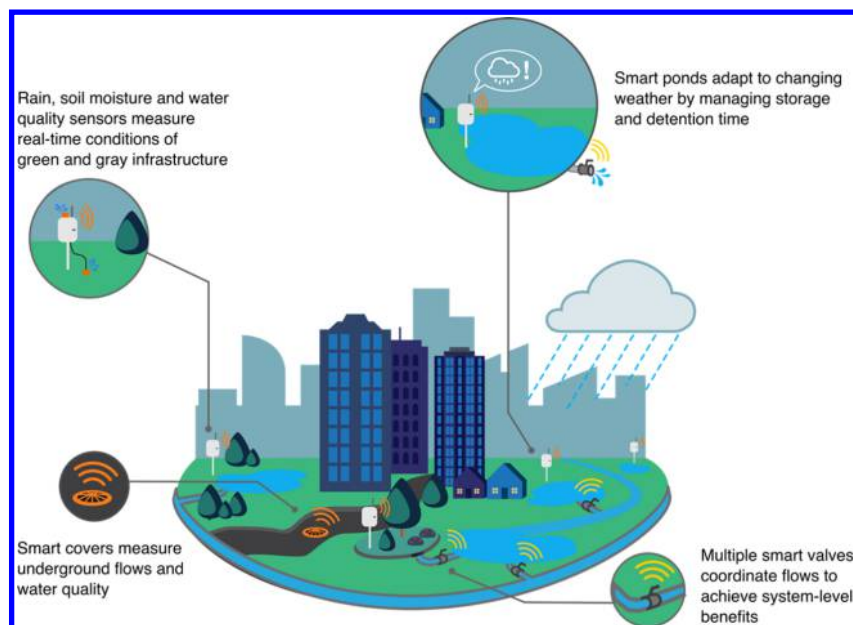 Rain, soil moisture and water
quality sensors measure
real-time conditions of
green and gray infrastructure
!
Smart ponds adapt to changing
weather by managing storage
and detention time
Smart covers measure
underground flows and
water quality
Multiple smart valves
coordinate flows to
achieve system-level
benefits